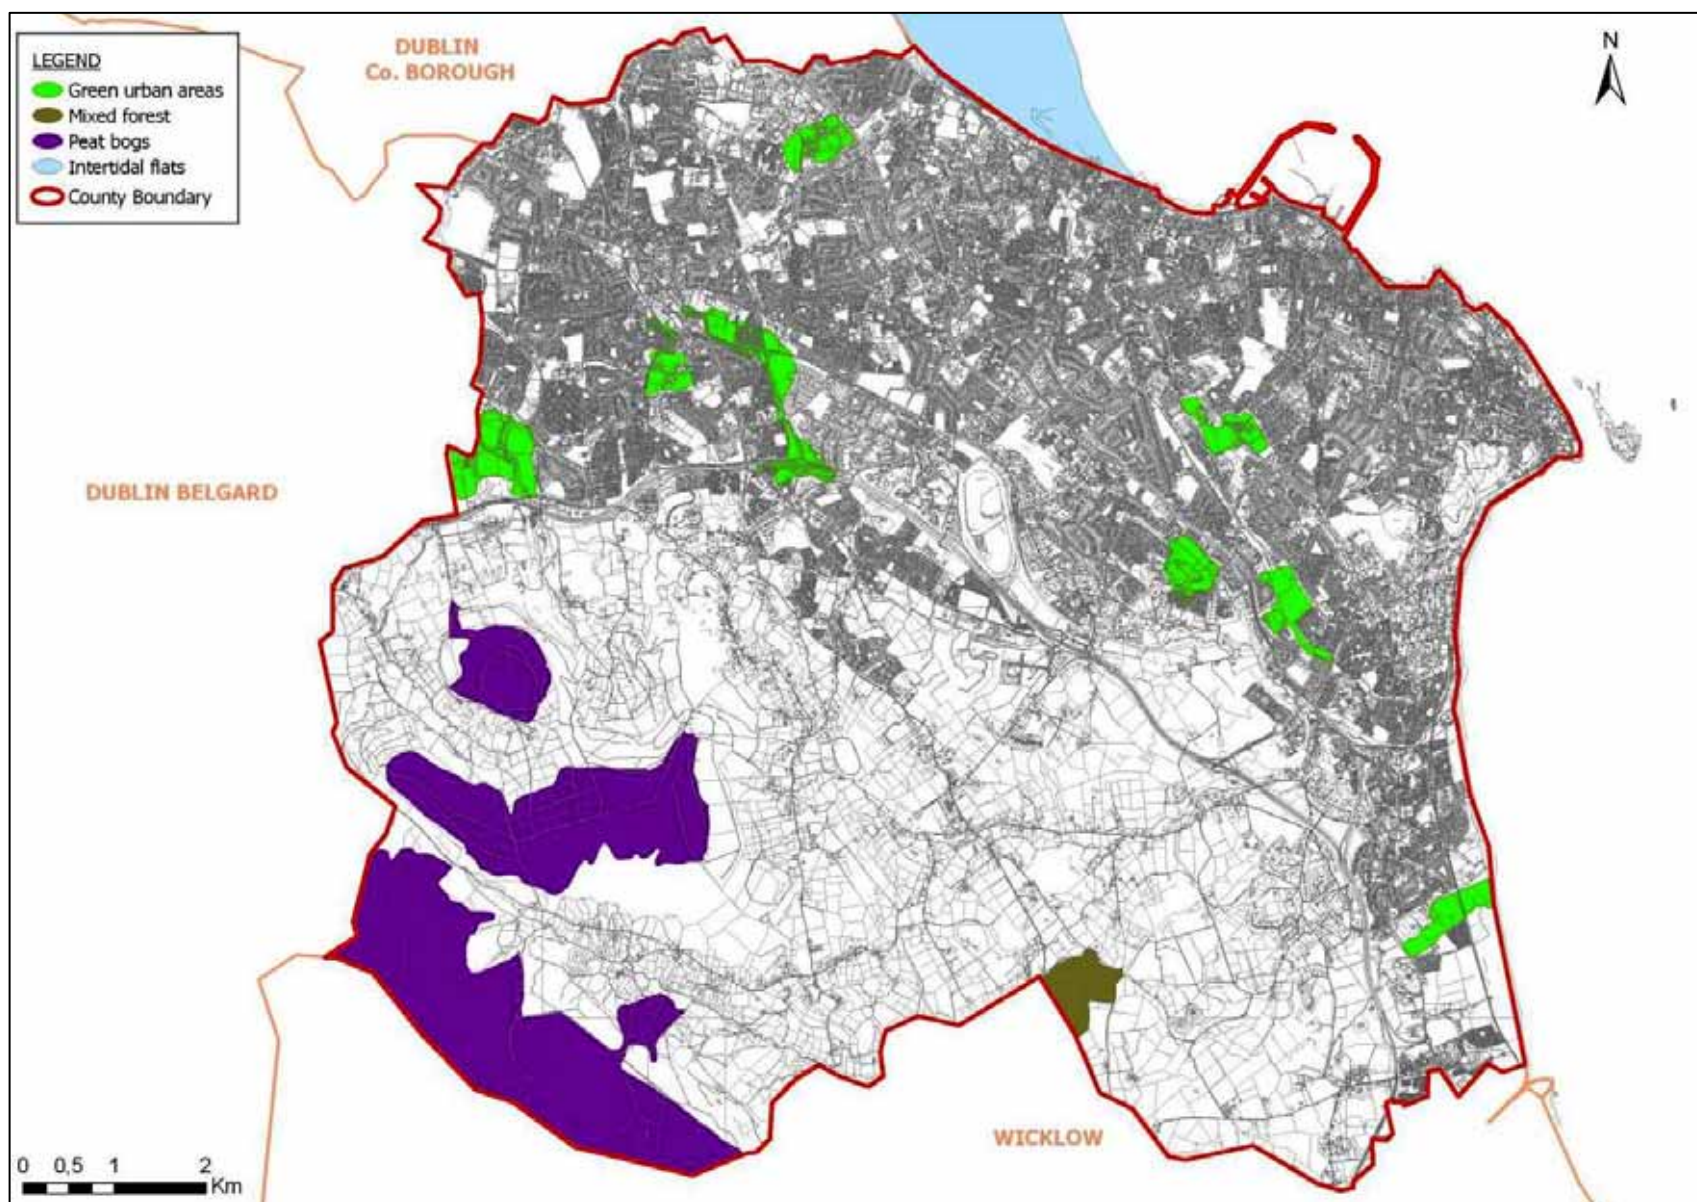 LEGEND
Green urban areas
Mixed forest
Peat bogs
Intertidal flats
County Boundary
DUBLIN
Co. BOROUGH
N
DUBLIN BELGARD
WICKLOW
0 0,5 1 2
Km